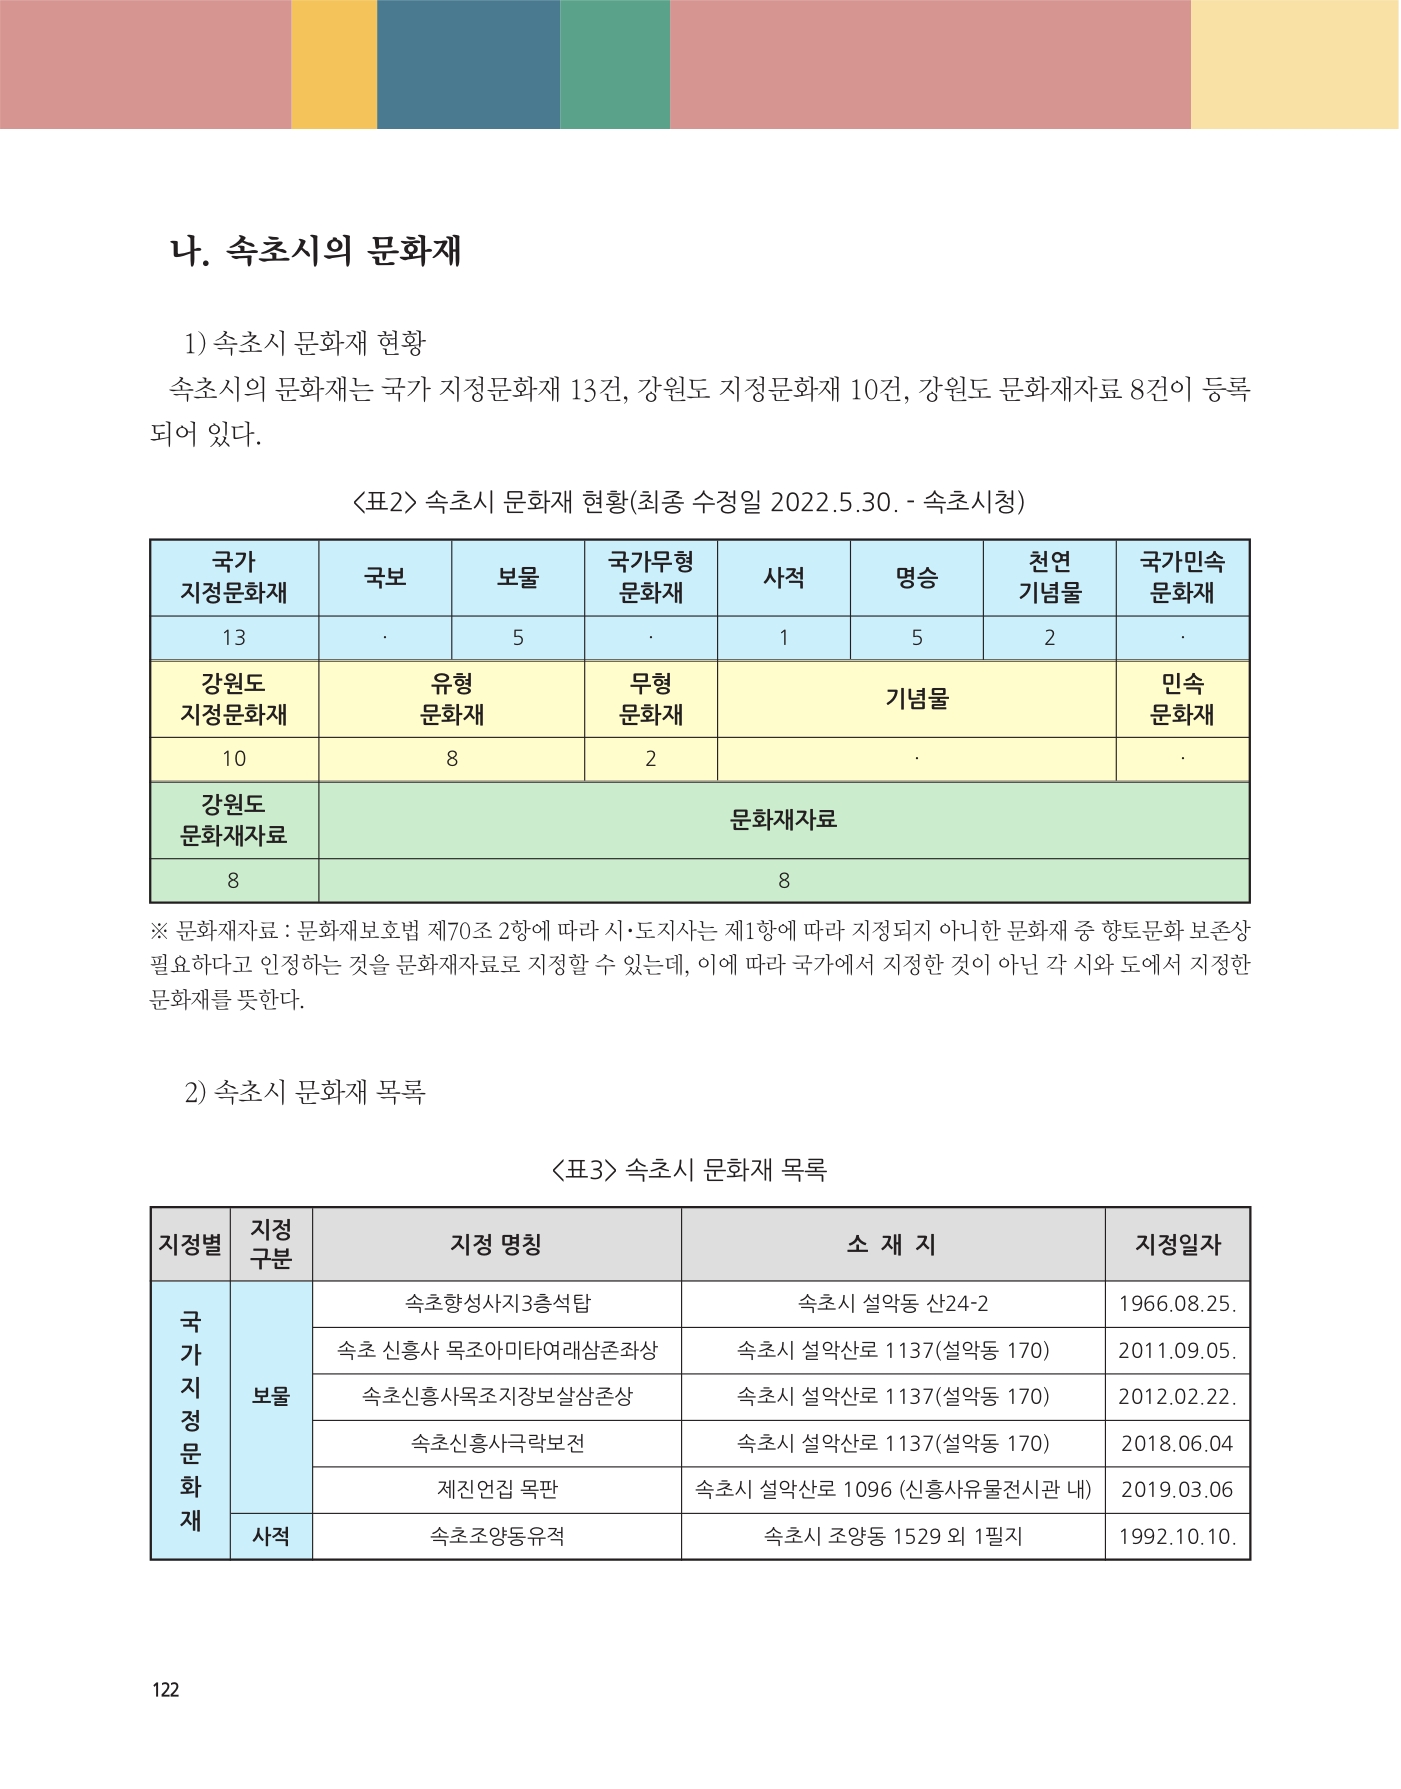 나. 속초시의 문화재
1) 속초시 문화재 현황
속초시의 문화재는 국가 지정문화재 13건, 강원도 지정문화재 10건, 강원도 문화재자료 8건이 등록
되어 있다.
<표2> 속초시 문화재 현황(최종 수정일 2022.5.30. - 속초시청)
국가 지정문화재 국보 보물 국가무형 문화재 사적 명승 천연 기념물 국가민속 문화재
13 · 5 · 1 5 2 ·
강원도 지정문화재 유형 문화재 무형 문화재 기념물 민속 문화재
10 8 2 · ·
강원도 문화재자료 문화재자료
8 8
※ 문화재자료 : 문화재보호법 제70조 2항에 따라 시·도지사는 제1항에 따라 지정되지 아니한 문화재 중 향토문화 보존상
필요하다고 인정하는 것을 문화재자료로 지정할 수 있는데, 이에 따라 국가에서 지정한 것이 아닌 각 시와 도에서 지정한
문화재를 뜻한다.
2) 속초시 문화재 목록
<표3> 속초시 문화재 목록
지정별 지정 구분 지정 명칭 소 재 지 지정일자
국가지정문화재 보물 속초향성사지3층석탑 속초시 설악동 산24-2 1966.08.25.
속초 신흥사 목조아미타여래삼존좌상 속초시 설악산로 1137(설악동 170) 2011.09.05.
속초신흥사목조지장보살삼존상 속초시 설악산로 1137(설악동 170) 2012.02.22.
속초신흥사극락보전 속초시 설악산로 1137(설악동 170) 2018.06.04
제진언집 목판 속초시 설악산로 1096 (신흥사유물전시관 내) 2019.03.06
사적 속초조양동유적 속초시 조양동 1529 외 1필지 1992.10.10.
122